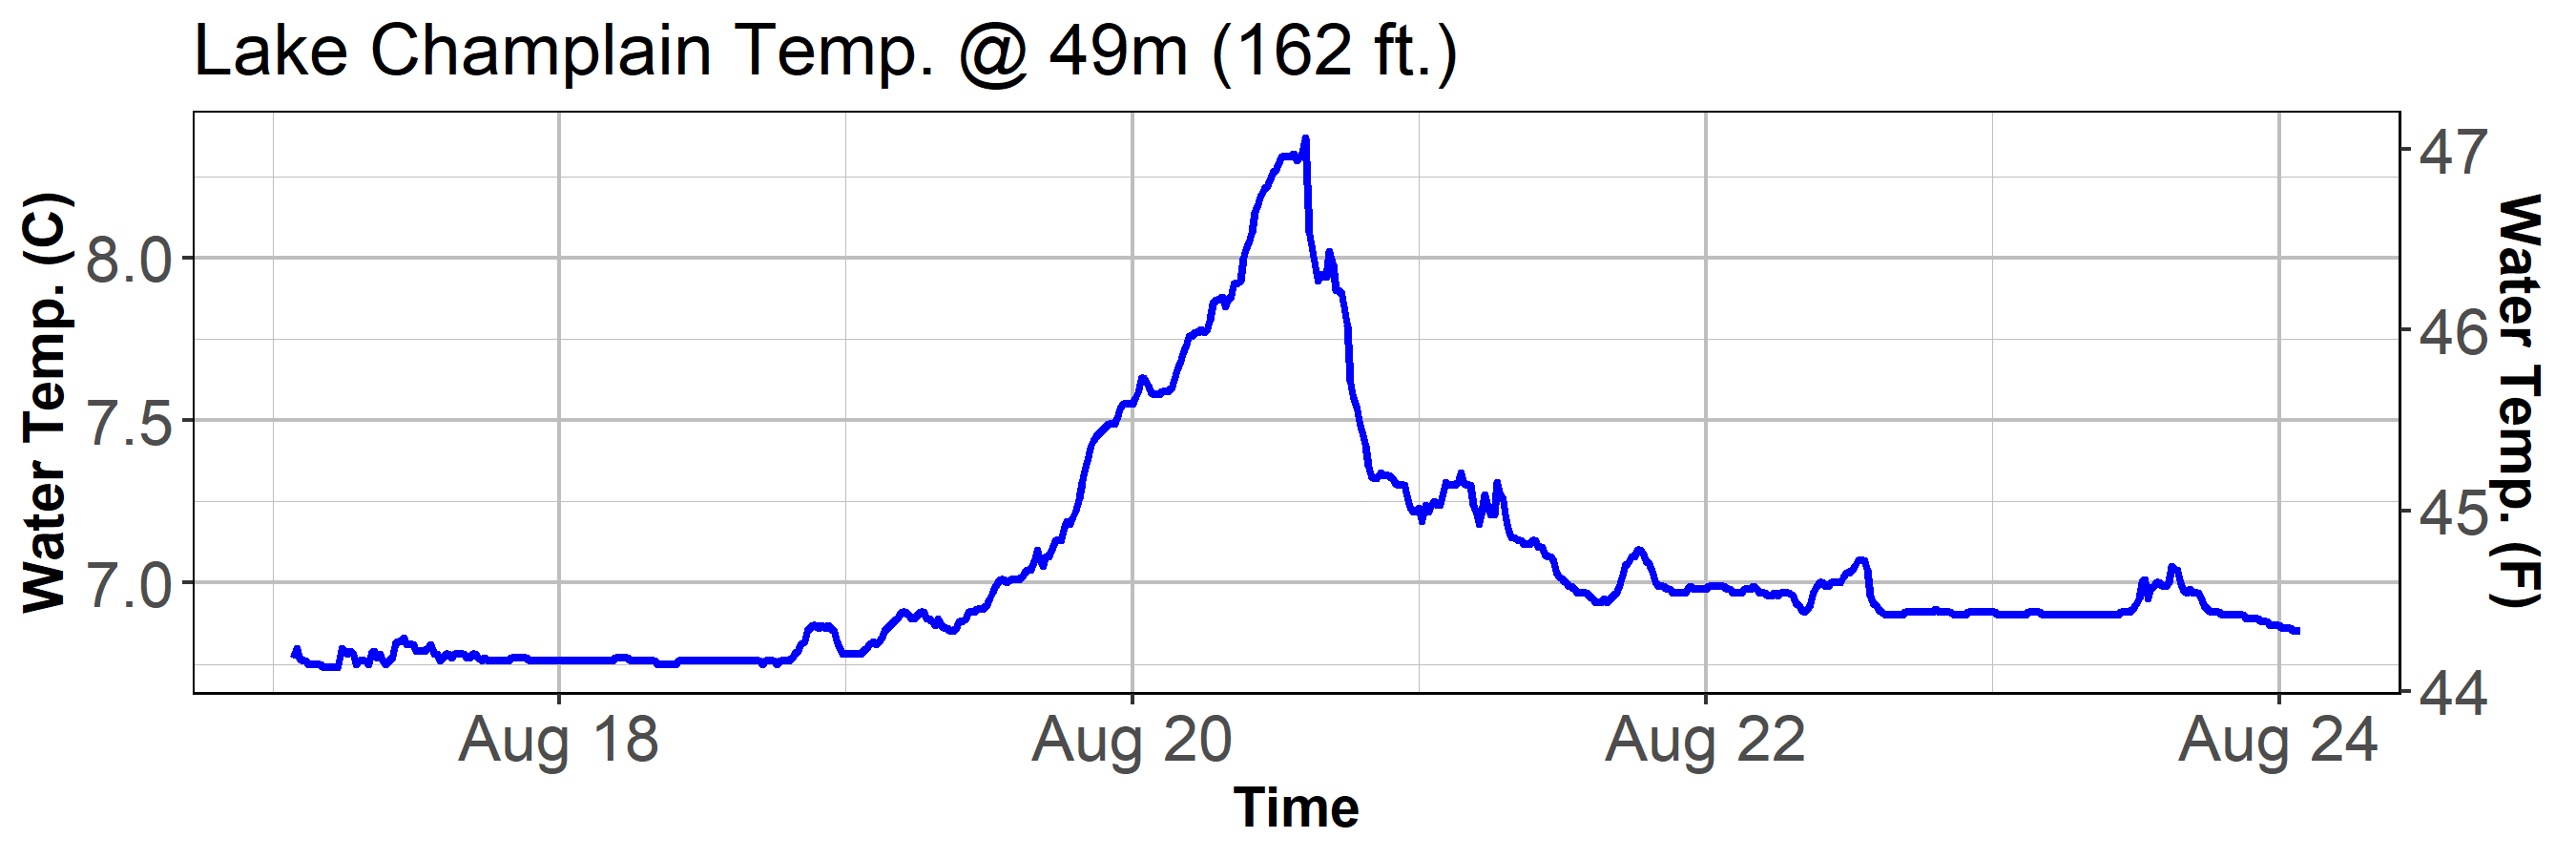 Lake Champlain Temp. @ 49m (162 ft.)
Water Temp. (C)
8.0
7.5
7.0
47
46
45
44
Water Temp. (F)
Aug 18
Aug 20
Aug 22
Aug 24
Time